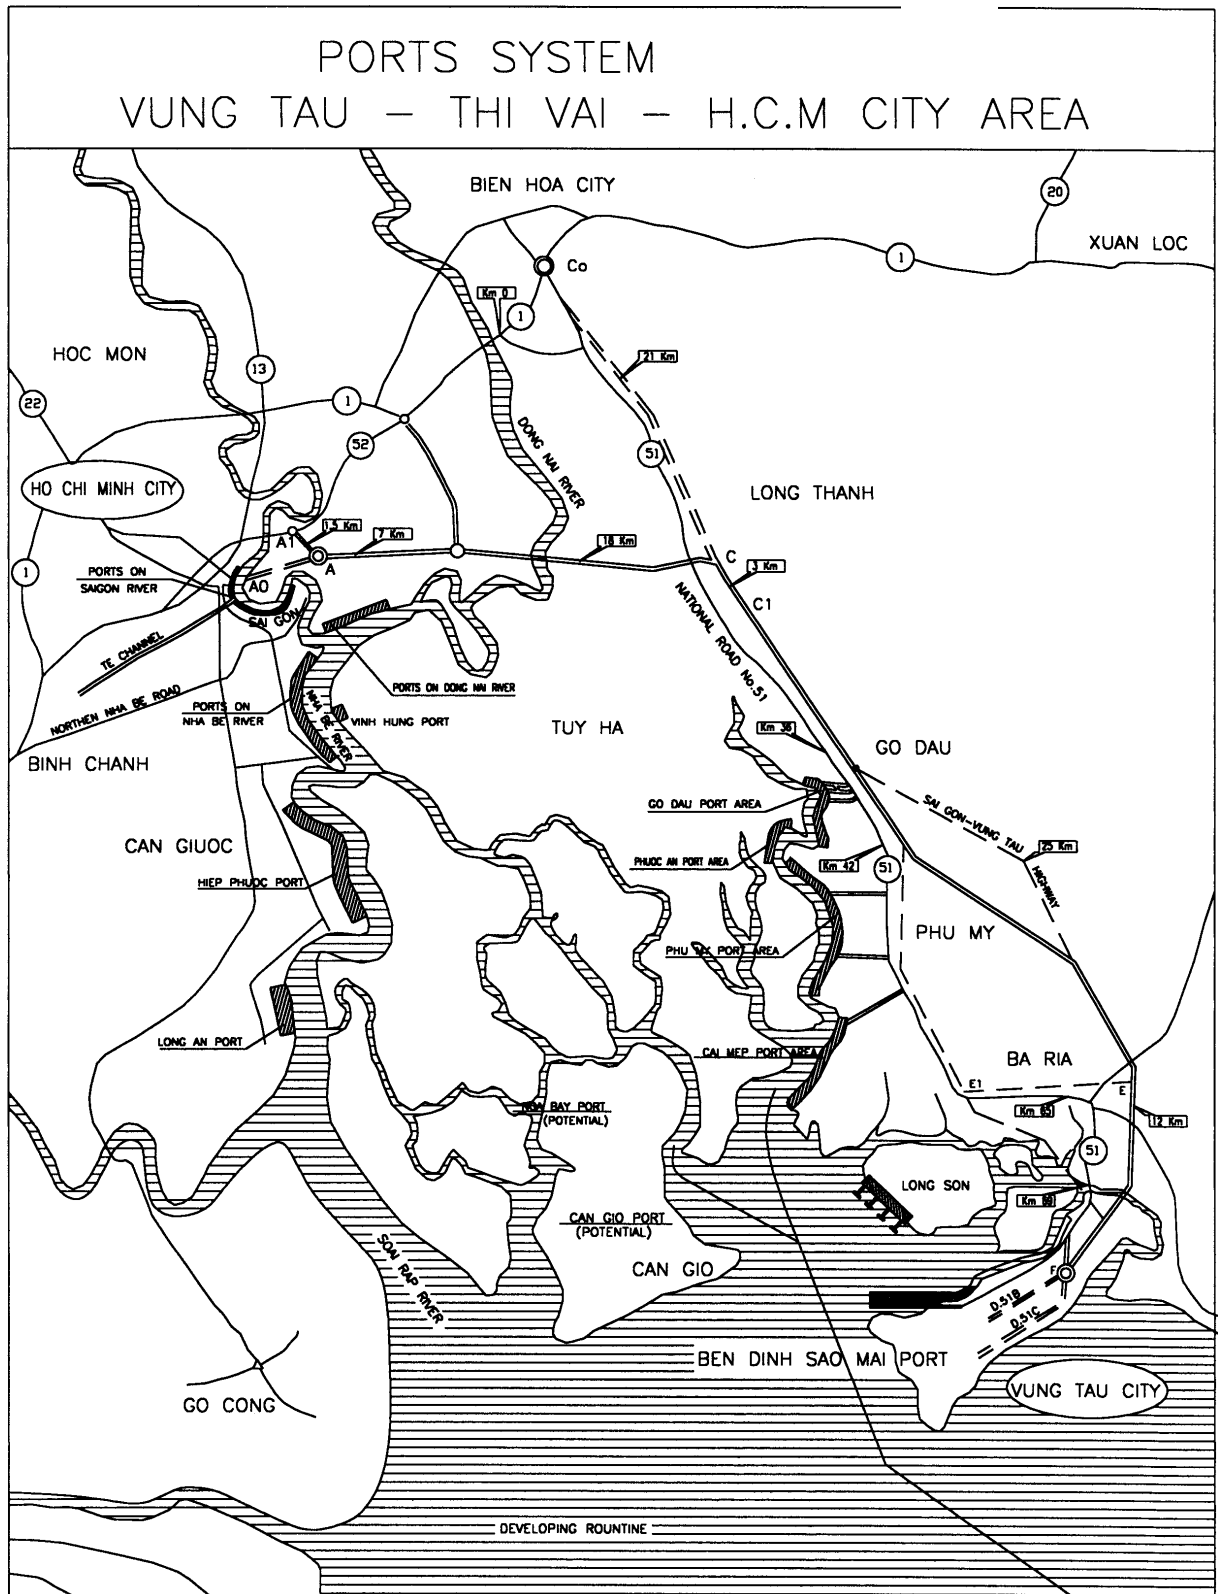 PORTS SYSTEM
VUNG TAU – THI VAI – H.C.M CITY AREA
BIEN HOA CITY
20
XUAN LOC
1
Co
Km 0
1
HOC MON
21 Km
13
22
1
52
51
DONG NAI RIVER
HO CHI MINH CITY
LONG THANH
1,5 Km
A1
7 Km
18 Km
A
C
3 Km
1
PORTS ON
SAIGON RIVER
A0
C1
SAI GON
NATIONAL ROAD No.51
TE CHANNEL
PORTS ON DONG NAI RIVER
NORTHEN NHA BE ROAD
PORTS ON
NHA BE RIVER
NHA BE RIVER
VINH HUNG PORT
TUY HA
Km 36
GO DAU
BINH CHANH
GO DAU PORT AREA
SAI GON-VUNG TAU
HIGHWAY
25 Km
CAN GIUOC
PHUOC AN PORT AREA
Km 42
51
HIEP PHUOC PORT
PHU MY
PHU MY PORT AREA
LONG AN PORT
CAI MEP PORT AREA
BA RIA
E1
E
PORT
(POTENTIAL)
Km 65
12 Km
51
LONG SON
CAN GIO PORT
(POTENTIAL)
SOAI RAP RIVER
CAN GIO
F
D.51B
D.51C
BEN DINH SAO MAI PORT
VUNG TAU CITY
GO CONG
DEVELOPING ROUNTINE